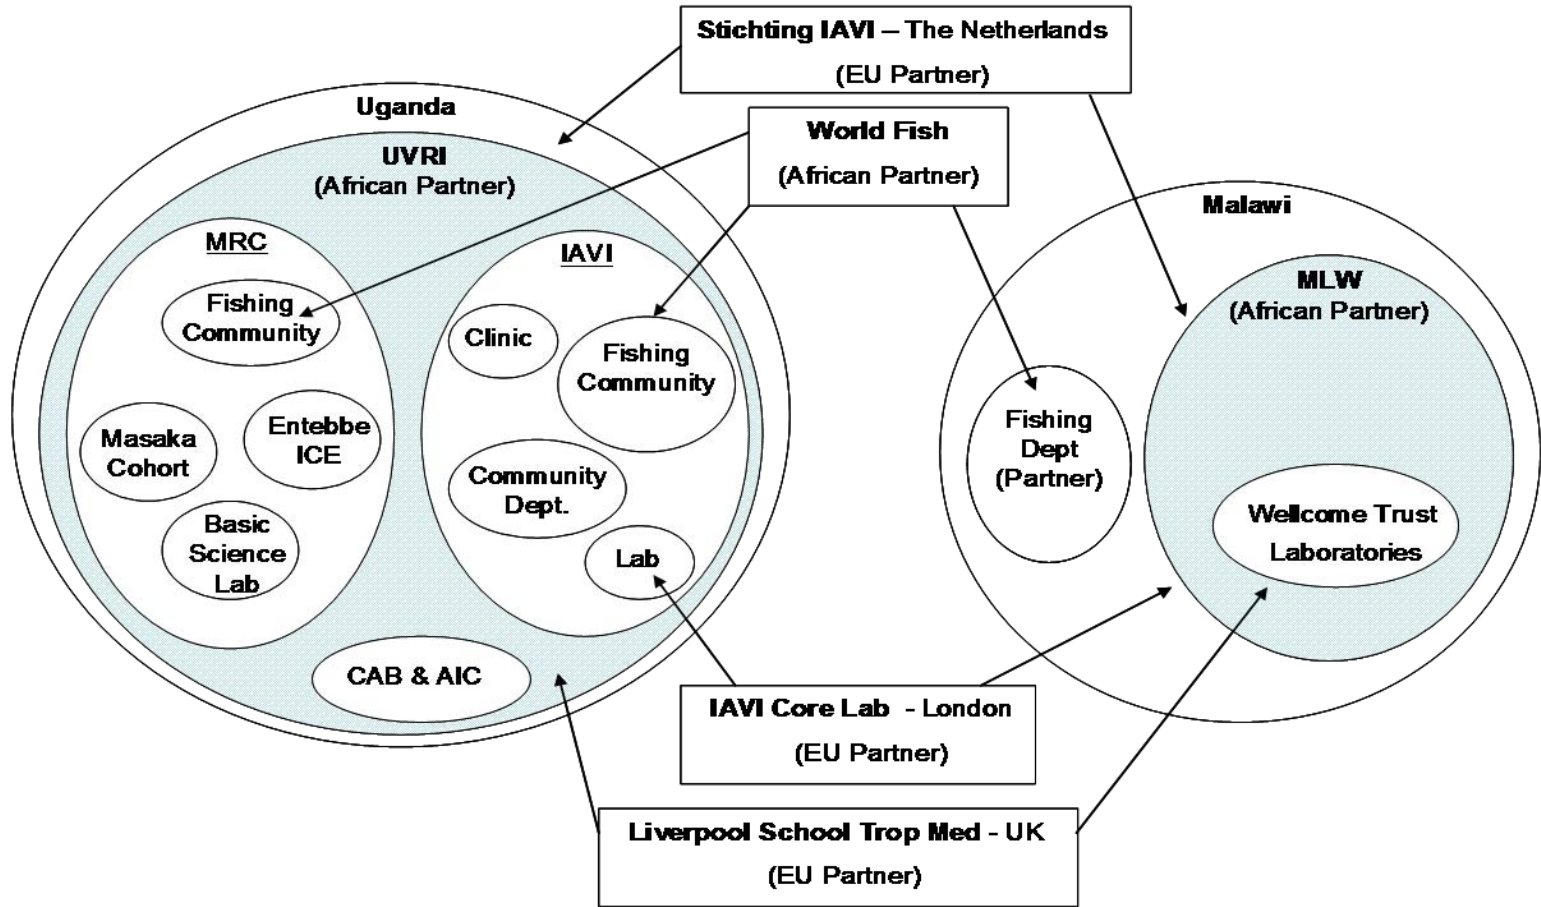 Stichting IAVI – The Netherlands
(EU Partner)
World Fish
(African Partner)
Uganda
UVRI
(African Partner)
MRC
Fishing
Community
Masaka
Cohort
Entebbe
ICE
Basic
Science
Lab
IAVI
Clinic
Fishing
Community
Community
Dept.
Lab
CAB & AIC
Malawi
MLW
(African Partner)
Fishing
Dept
(Partner)
Wellcome Trust
Laboratories
IAVI Core Lab - London
(EU Partner)
Liverpool School Trop Med - UK
(EU Partner)